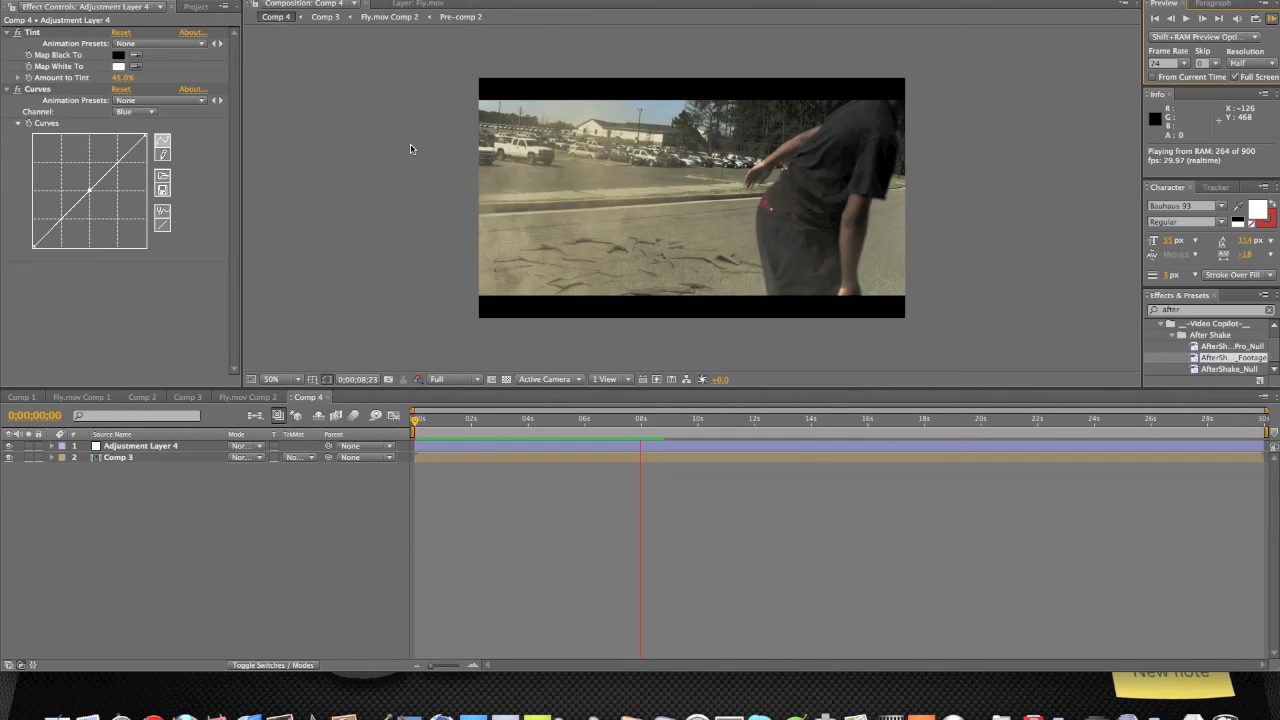 Effect Controls: Adjustment Layer 4
Project
Comp 4 • Adjustment Layer 4
Tint
Reset
About...
Animation Presets: None
Map Black To
Map White To
Amount to Tint
45.0%
Curves
Reset
About...
Animation Presets: None
Channel: Blue
Curves
Composition: Comp 4
Layer: Fly.mov
Comp 4
Comp 3
Fly.mov Comp 2
Pre-comp 2
50%
0;00;08;23
Full
Active Camera
1 View
+0.0
Preview
Paragraph
Shift+RAM Preview Opti...
Frame Rate
Skip
Resolution
24
0
Half
From Current Time
Full Screen
Info
R:
G:
B:
A: 0
X: -126
Y: 468
Playing from RAM: 264 of 900
fps: 29.97 (realtime)
Character
Tracker
Bauhaus 93
Regular
55 px
114 px
Metrics
-18
3 px
Stroke Over Fill
Effects & Presets
after
__-Video Copilot-__
After Shake
AfterSh...Pro_Null
AfterSh..._Footage
AfterShake_Null
Comp 1
Fly.mov Comp 1
Comp 2
Comp 3
Fly.mov Comp 2
Comp 4
0;00;00;00
02s
04s
06s
08s
10s
12s
14s
16s
18s
20s
22s
24s
26s
28s
30s
#
Source Name
Mode
T
TrkMat
Parent
1
Adjustment Layer 4
Nor...
None
2
Comp 3
Nor...
No...
None
Toggle Switches / Modes
New note